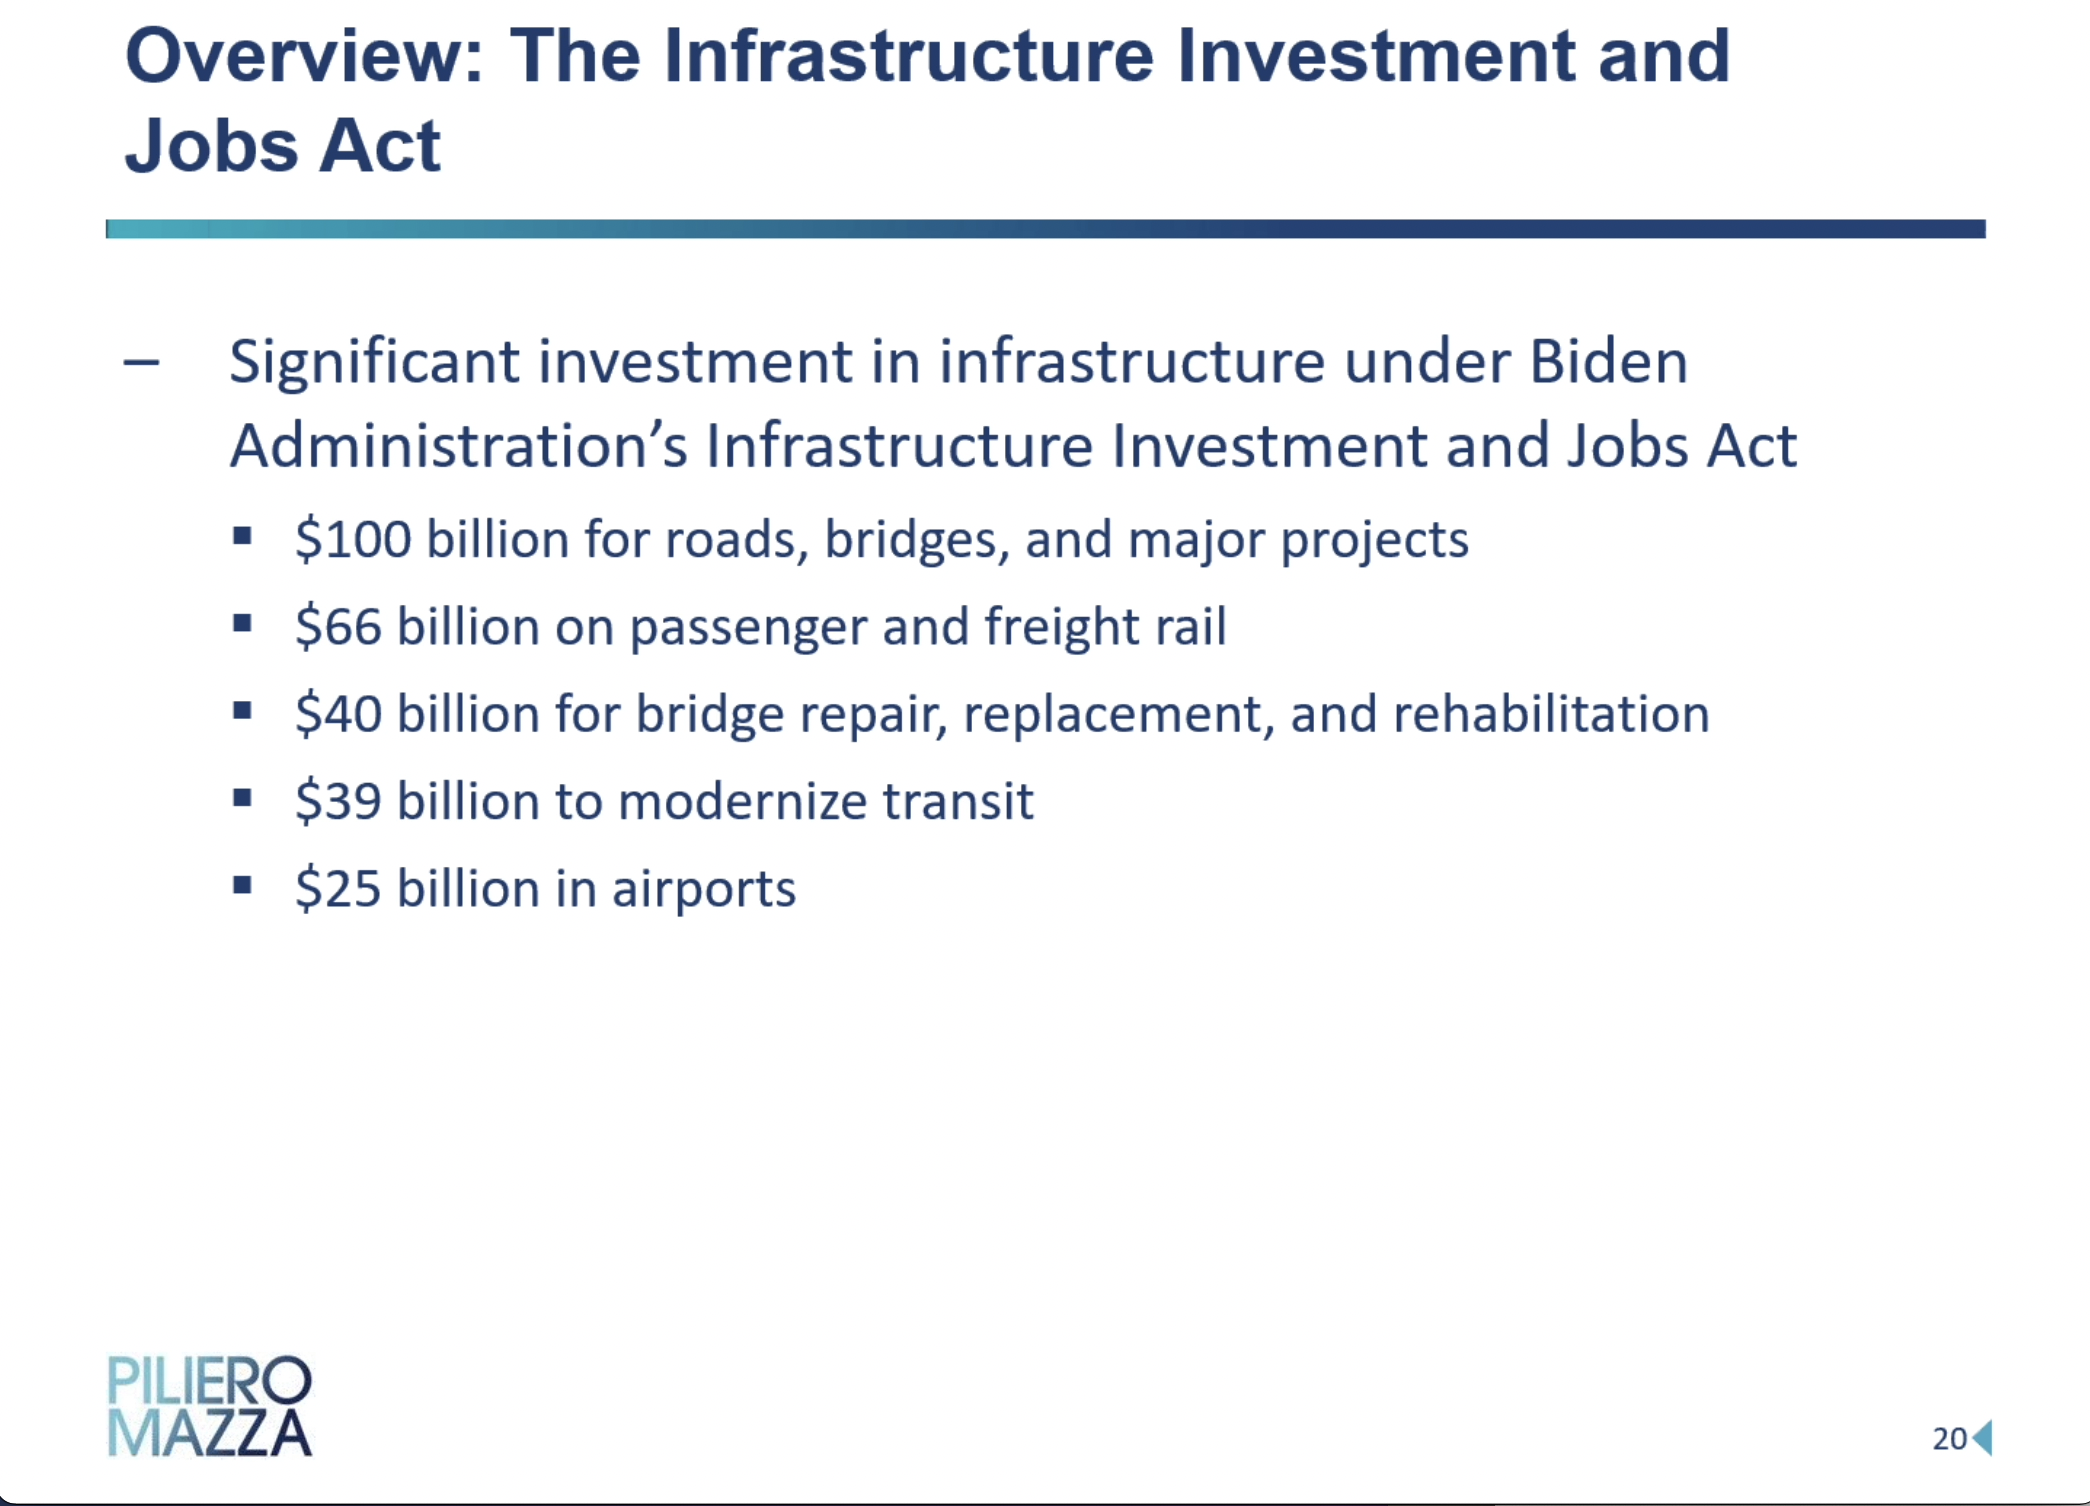 Overview: The Infrastructure Investment and
Jobs Act
– Significant investment in infrastructure under Biden
Administration’s Infrastructure Investment and Jobs Act
▪ $100 billion for roads, bridges, and major projects
▪ $66 billion on passenger and freight rail
▪ $40 billion for bridge repair, replacement, and rehabilitation
▪ $39 billion to modernize transit
▪ $25 billion in airports
PILIERO
MAZZA
20